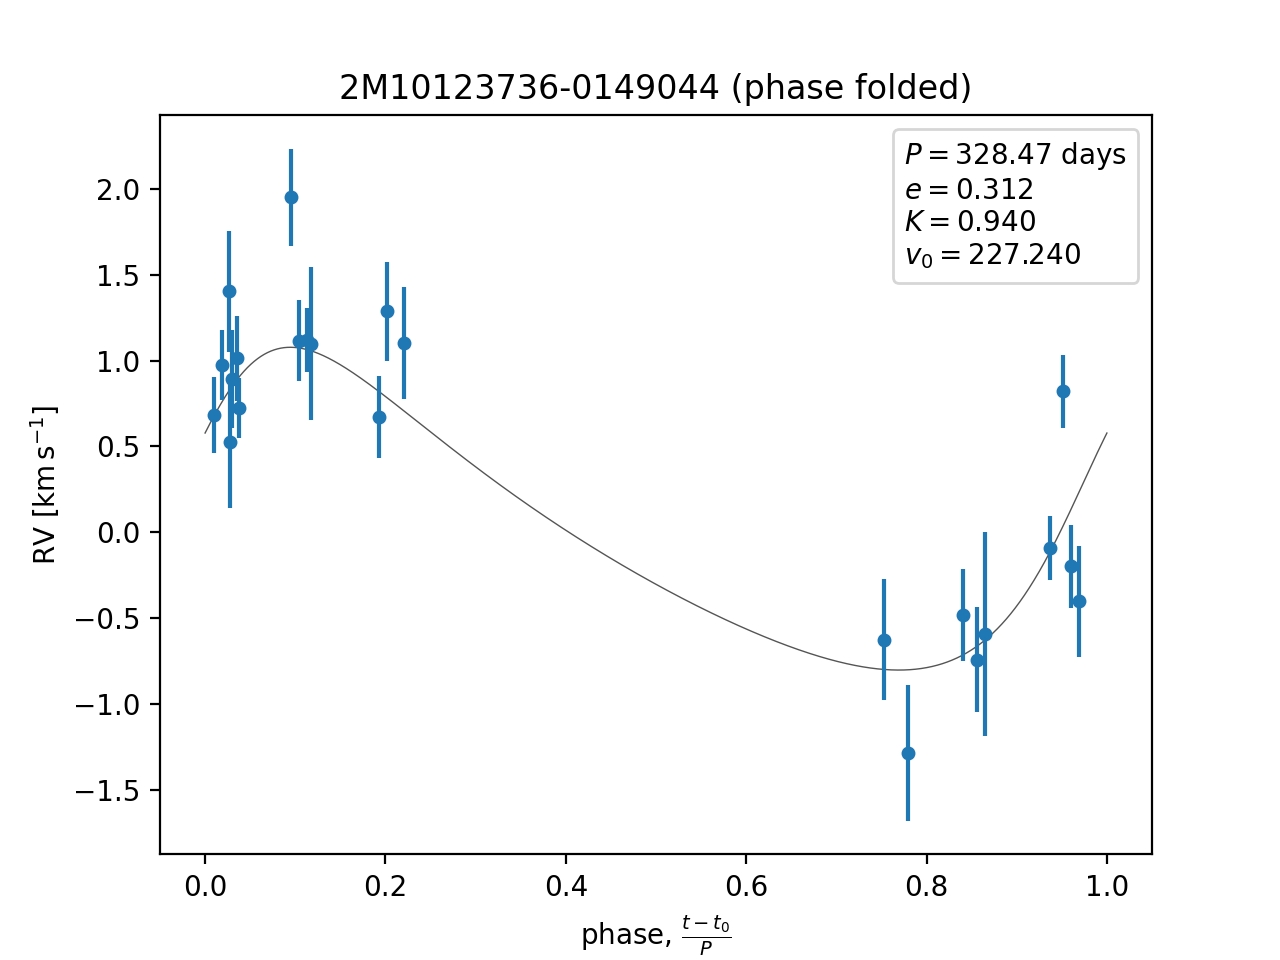 2M10123736-0149044 (phase folded)
P = 328.47 days
e = 0.312
K = 0.940
v₀ = 227.240
2.0
1.5
1.0
0.5
0.0
−0.5
−1.0
−1.5
RV [km s⁻¹]
0.0 0.2 0.4 0.6 0.8 1.0
phase, (t − t₀)/P